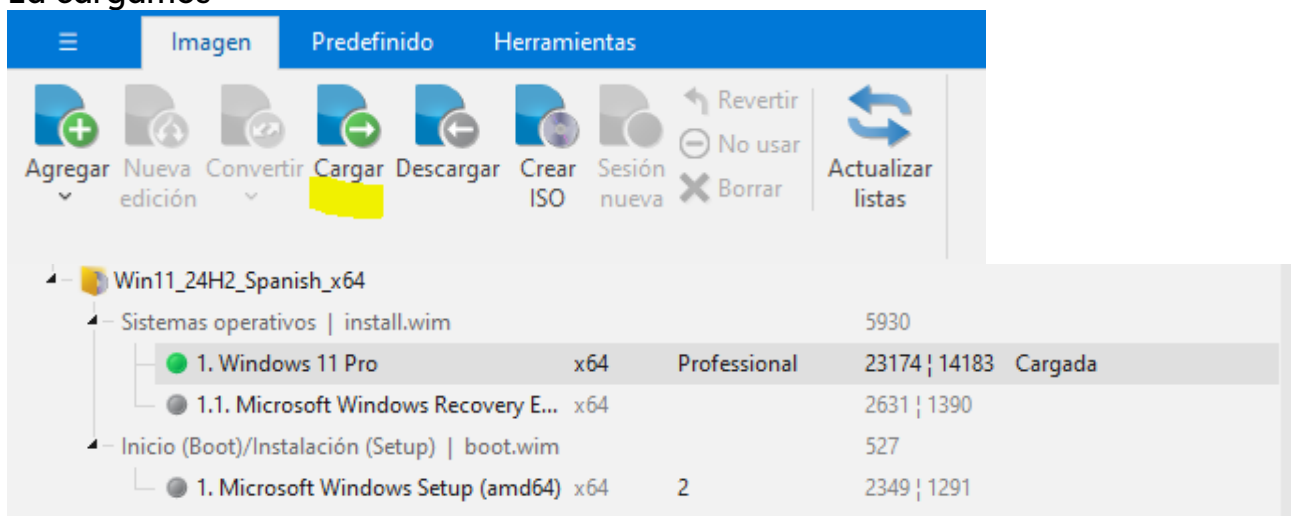 La cargamos
Imagen Predefinido Herramientas
Agregar Nueva edición Convertir Cargar Descargar Crear ISO Sesión nueva Revertir No usar Borrar Actualizar listas
Win11_24H2_Spanish_x64
Sistemas operativos | install.wim 5930
1. Windows 11 Pro x64 Professional 23174 ¦ 14183 Cargada
1.1. Microsoft Windows Recovery E... x64 2631 ¦ 1390
Inicio (Boot)/Instalación (Setup) | boot.wim 527
1. Microsoft Windows Setup (amd64) x64 2 2349 ¦ 1291